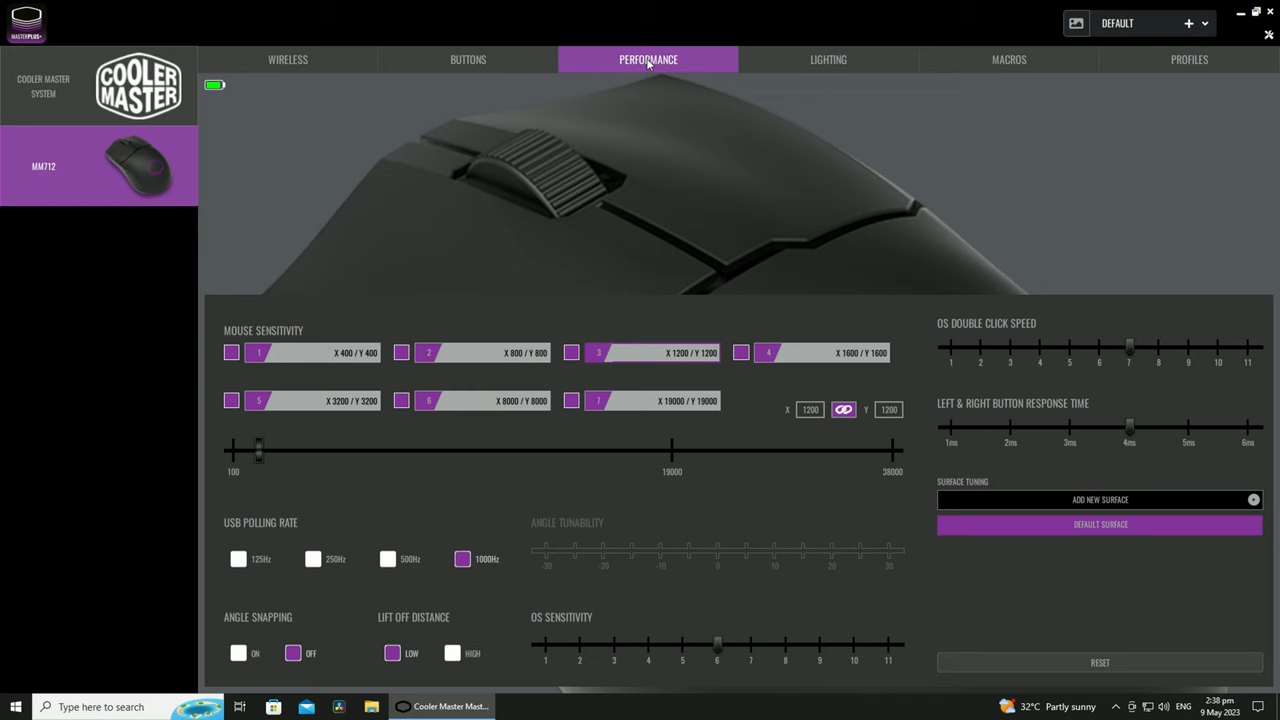 MASTERPLUS+
DEFAULT
COOLER MASTER
SYSTEM
COOLER
MASTER
MM712
WIRELESS
BUTTONS
PERFORMANCE
LIGHTING
MACROS
PROFILES
MOUSE SENSITIVITY
1 X 400 / Y 400
2 X 800 / Y 800
3 X 1200 / Y 1200
4 X 1600 / Y 1600
5 X 3200 / Y 3200
6 X 8000 / Y 8000
7 X 19000 / Y 19000
X 1200 Y 1200
100 19000 38000
USB POLLING RATE
125Hz 250Hz 500Hz 1000Hz
ANGLE TUNABILITY
-30 -20 -10 0 10 20 30
ANGLE SNAPPING
ON OFF
LIFT OFF DISTANCE
LOW HIGH
OS SENSITIVITY
1 2 3 4 5 6 7 8 9 10 11
OS DOUBLE CLICK SPEED
1 2 3 4 5 6 7 8 9 10 11
LEFT & RIGHT BUTTON RESPONSE TIME
1ms 2ms 3ms 4ms 5ms 6ms
SURFACE TUNING
ADD NEW SURFACE
DEFAULT SURFACE
RESET
Type here to search
Cooler Master Mast...
32°C Partly sunny
ENG
2:38 pm
9 May 2023